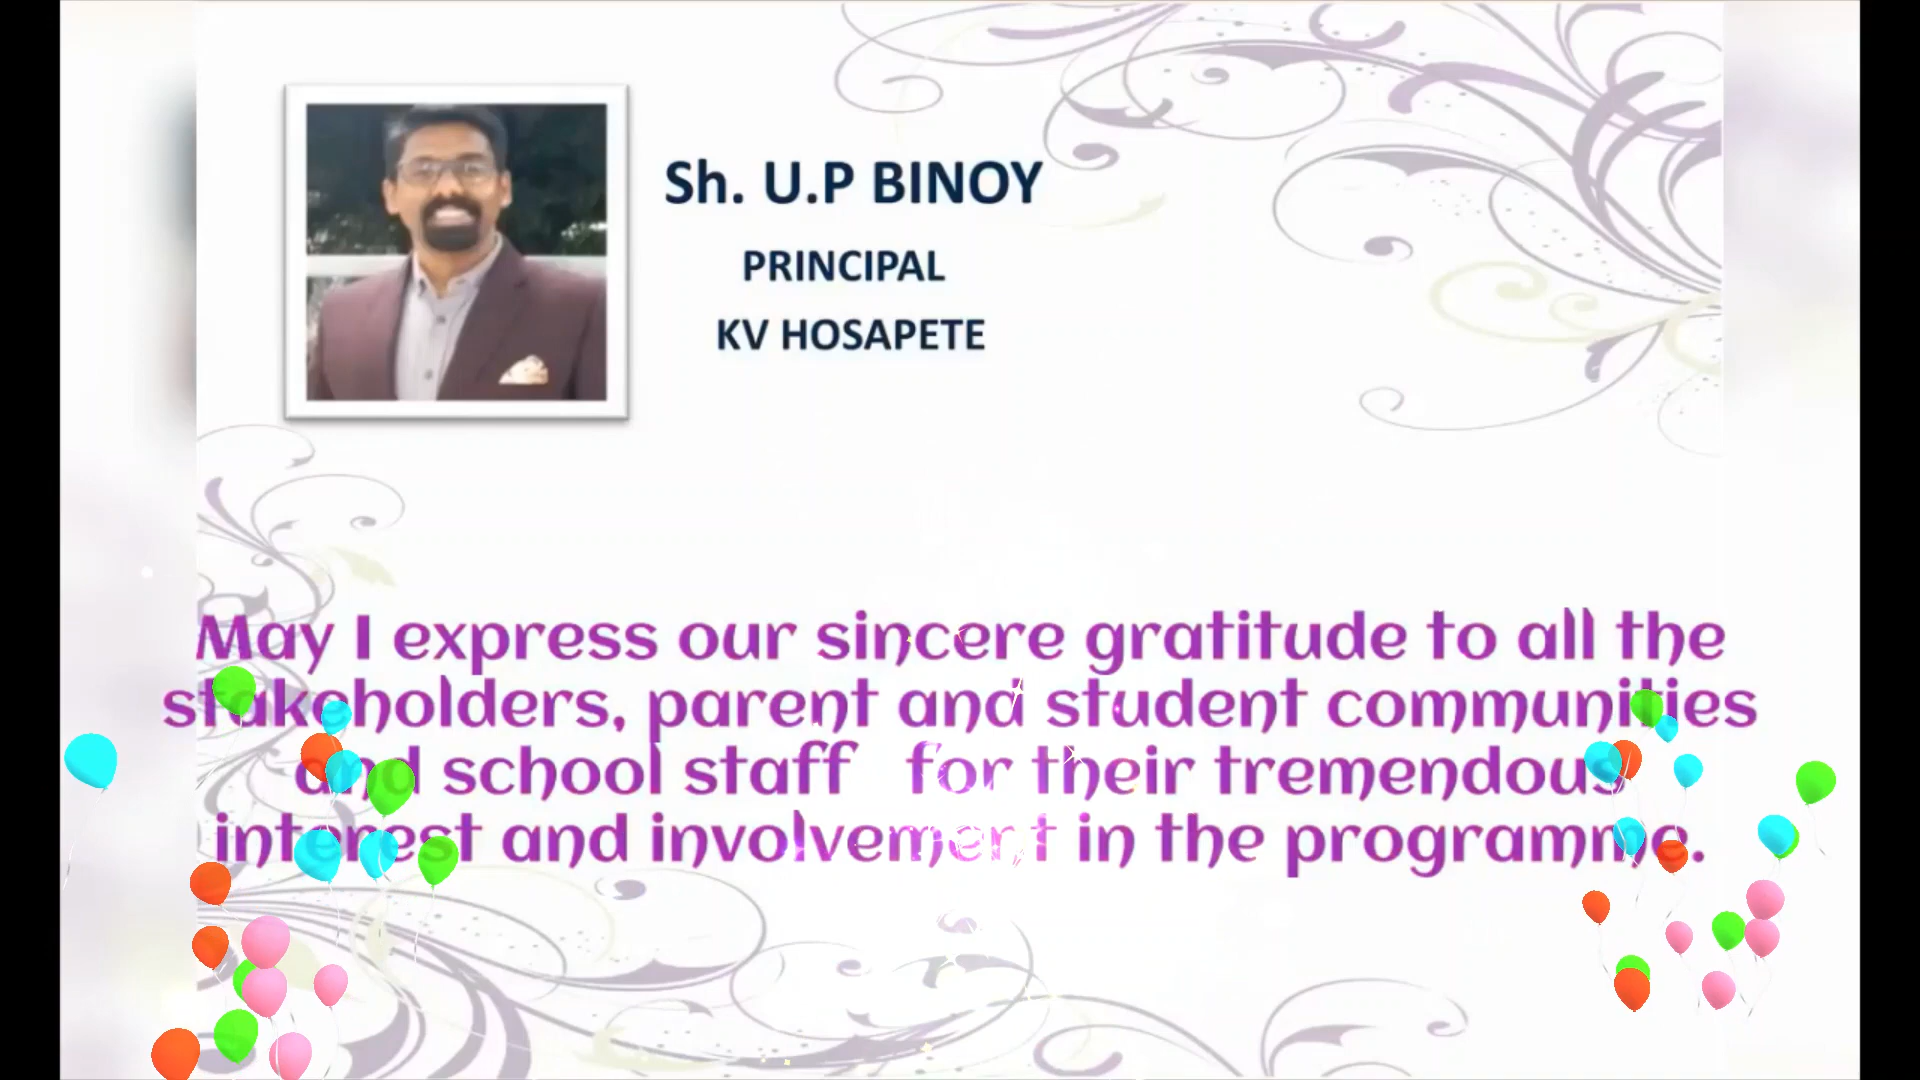 Sh. U.P BINOY
PRINCIPAL
KV HOSAPETE
May I express our sincere gratitude to all the
stakeholders, parent and student communities
and school staff for their tremendous
interest and involvement in the programme.